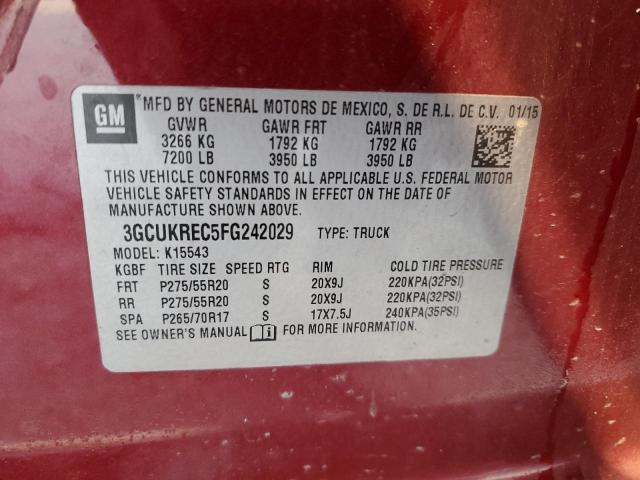 GM
MFD BY GENERAL MOTORS DE MEXICO, S. DE R.L. DE C.V. 01/15
GVWR GAWR FRT GAWR RR
3266 KG 1792 KG 1792 KG
7200 LB 3950 LB 3950 LB
THIS VEHICLE CONFORMS TO ALL APPLICABLE U.S. FEDERAL MOTOR
VEHICLE SAFETY STANDARDS IN EFFECT ON THE DATE OF
MANUFACTURE SHOWN ABOVE.
3GCUKREC5FG242029 TYPE: TRUCK
MODEL: K15543
KGBF TIRE SIZE SPEED RTG RIM COLD TIRE PRESSURE
FRT P275/55R20 S 20X9J 220KPA(32PSI)
RR P275/55R20 S 20X9J 220KPA(32PSI)
SPA P265/70R17 S 17X7.5J 240KPA(35PSI)
SEE OWNER'S MANUAL i FOR MORE INFORMATION.